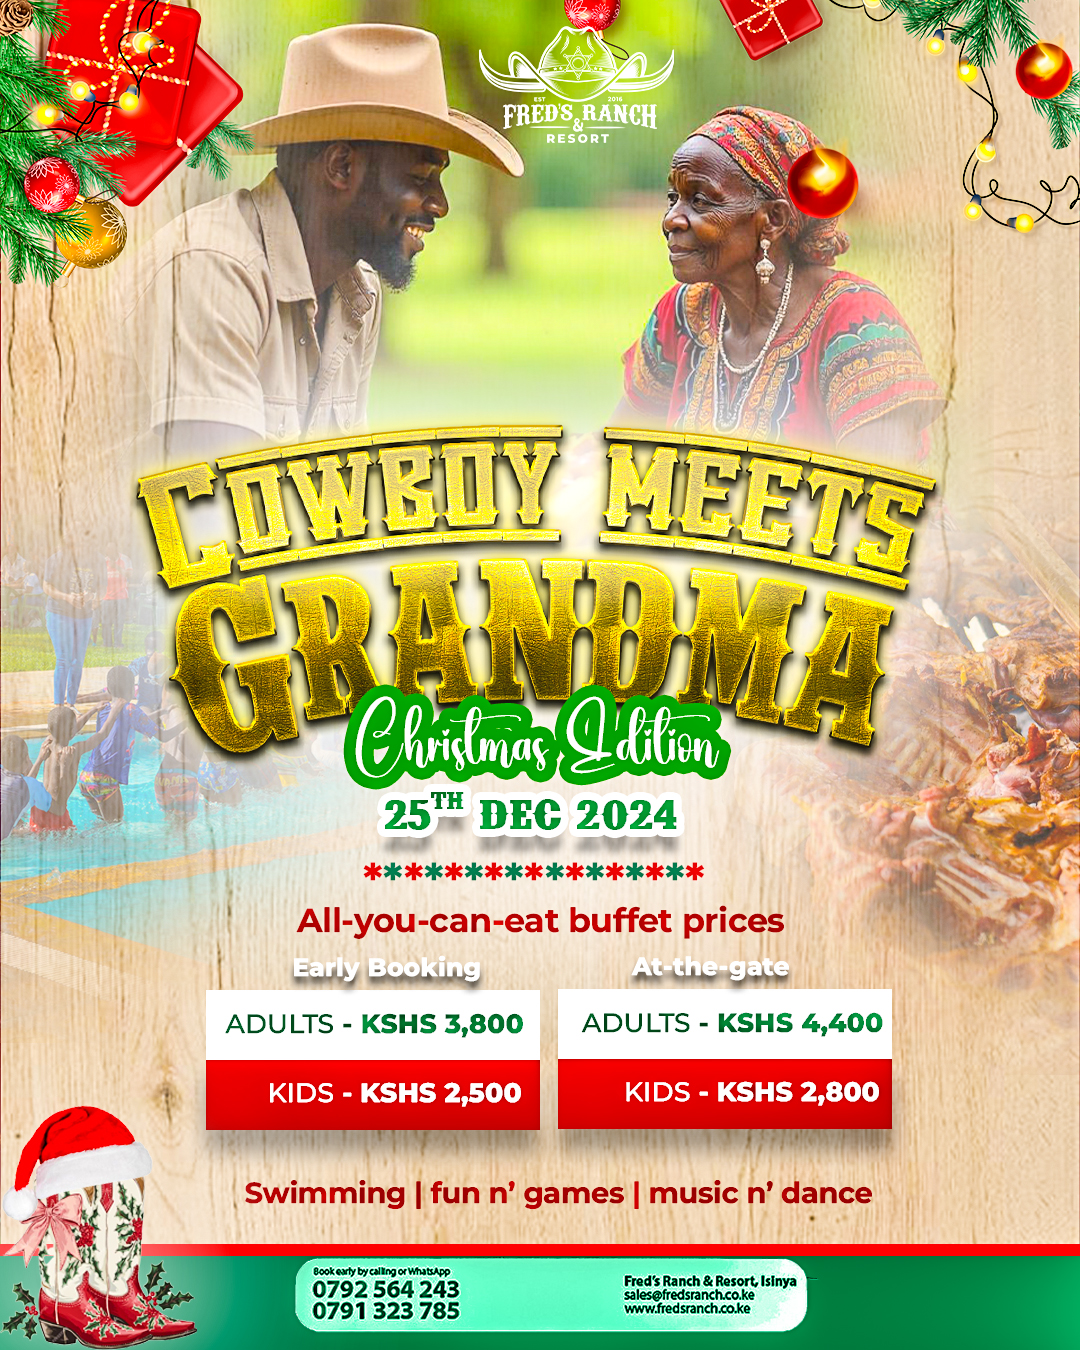 EST 2016
FRED'S RANCH
&
RESORT
COWBOY MEETS
GRANDMA
Christmas Edition
25TH DEC 2024
*****************
All-you-can-eat buffet prices
Early Booking
At-the-gate
ADULTS - KSHS 3,800
ADULTS - KSHS 4,400
KIDS - KSHS 2,500
KIDS - KSHS 2,800
Swimming | fun n' games | music n' dance
Book early by calling or WhatsApp
0792 564 243
0791 323 785
Fred's Ranch & Resort, Isinya
sales@fredsranch.co.ke
www.fredsranch.co.ke